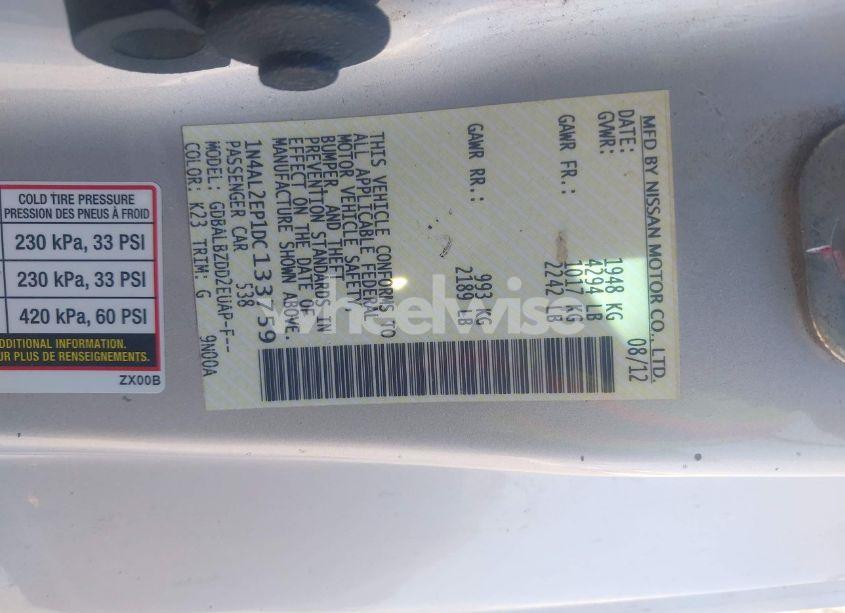 MFD BY NISSAN MOTOR CO., LTD.
DATE: 08/12
GVWR: 1948 KG
4294 LB
GAWR FR.: 1017 KG
2242 LB
GAWR RR.: 993 KG
2189 LB
THIS VEHICLE CONFORMS TO
ALL APPLICABLE FEDERAL
MOTOR VEHICLE SAFETY,
BUMPER, AND THEFT
PREVENTION STANDARDS IN
EFFECT ON THE DATE OF
MANUFACTURE SHOWN ABOVE.
1N4AL2EP1DC133759
PASSENGER CAR 538
MODEL: GDBALBZDD2EUAP-F--
COLOR: K23 TRIM: G 9N00A
COLD TIRE PRESSURE
PRESSION DES PNEUS À FROID
230 kPa, 33 PSI
230 kPa, 33 PSI
420 kPa, 60 PSI
ADDITIONAL INFORMATION.
PLUS DE RENSEIGNEMENTS.
ZX00B
wheelwise